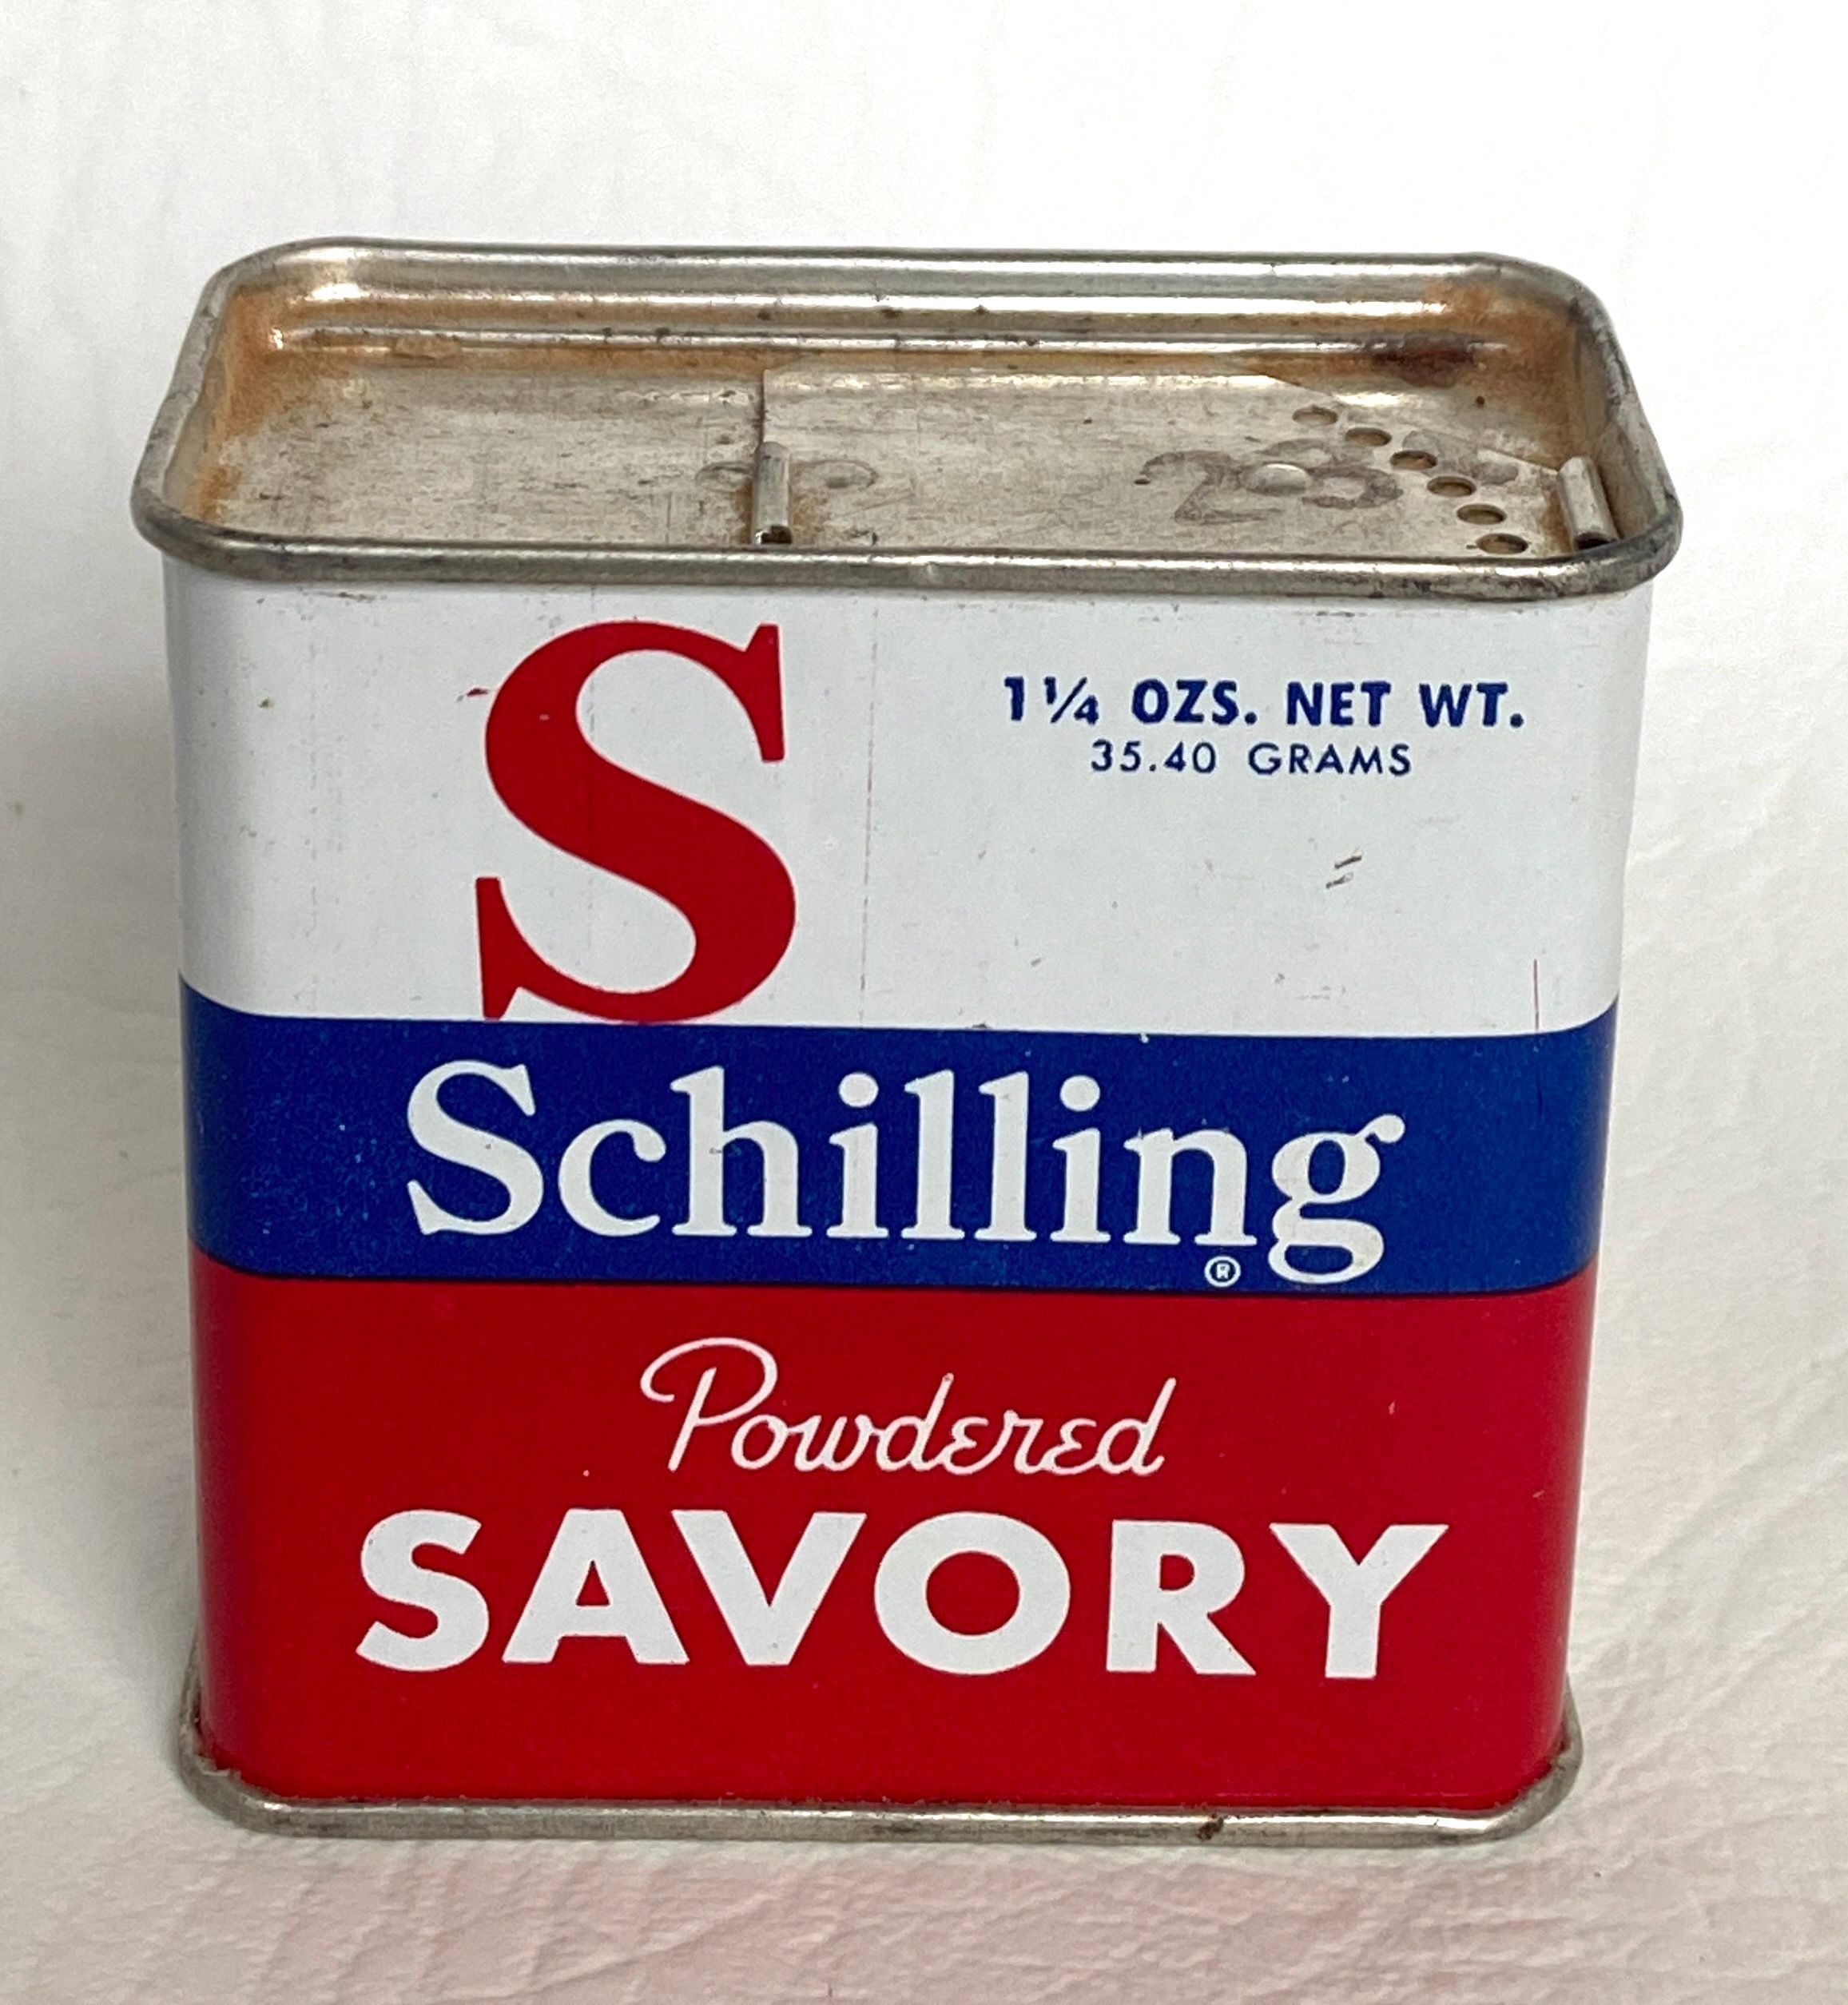 S
1¼ OZS. NET WT.
35.40 GRAMS
Schilling
®
Powdered
SAVORY